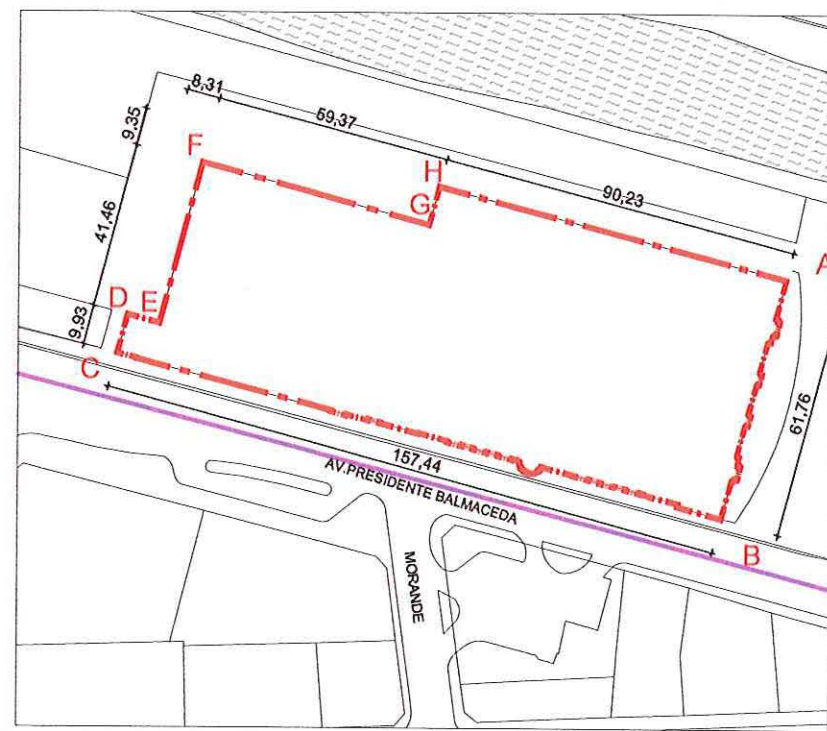 8,31
59,37
9,35
F
H
90,23
G
A
41,46
D
E
9,93
C
61,76
157,44
AV.PRESIDENTE BALMACEDA
B
MORANDE